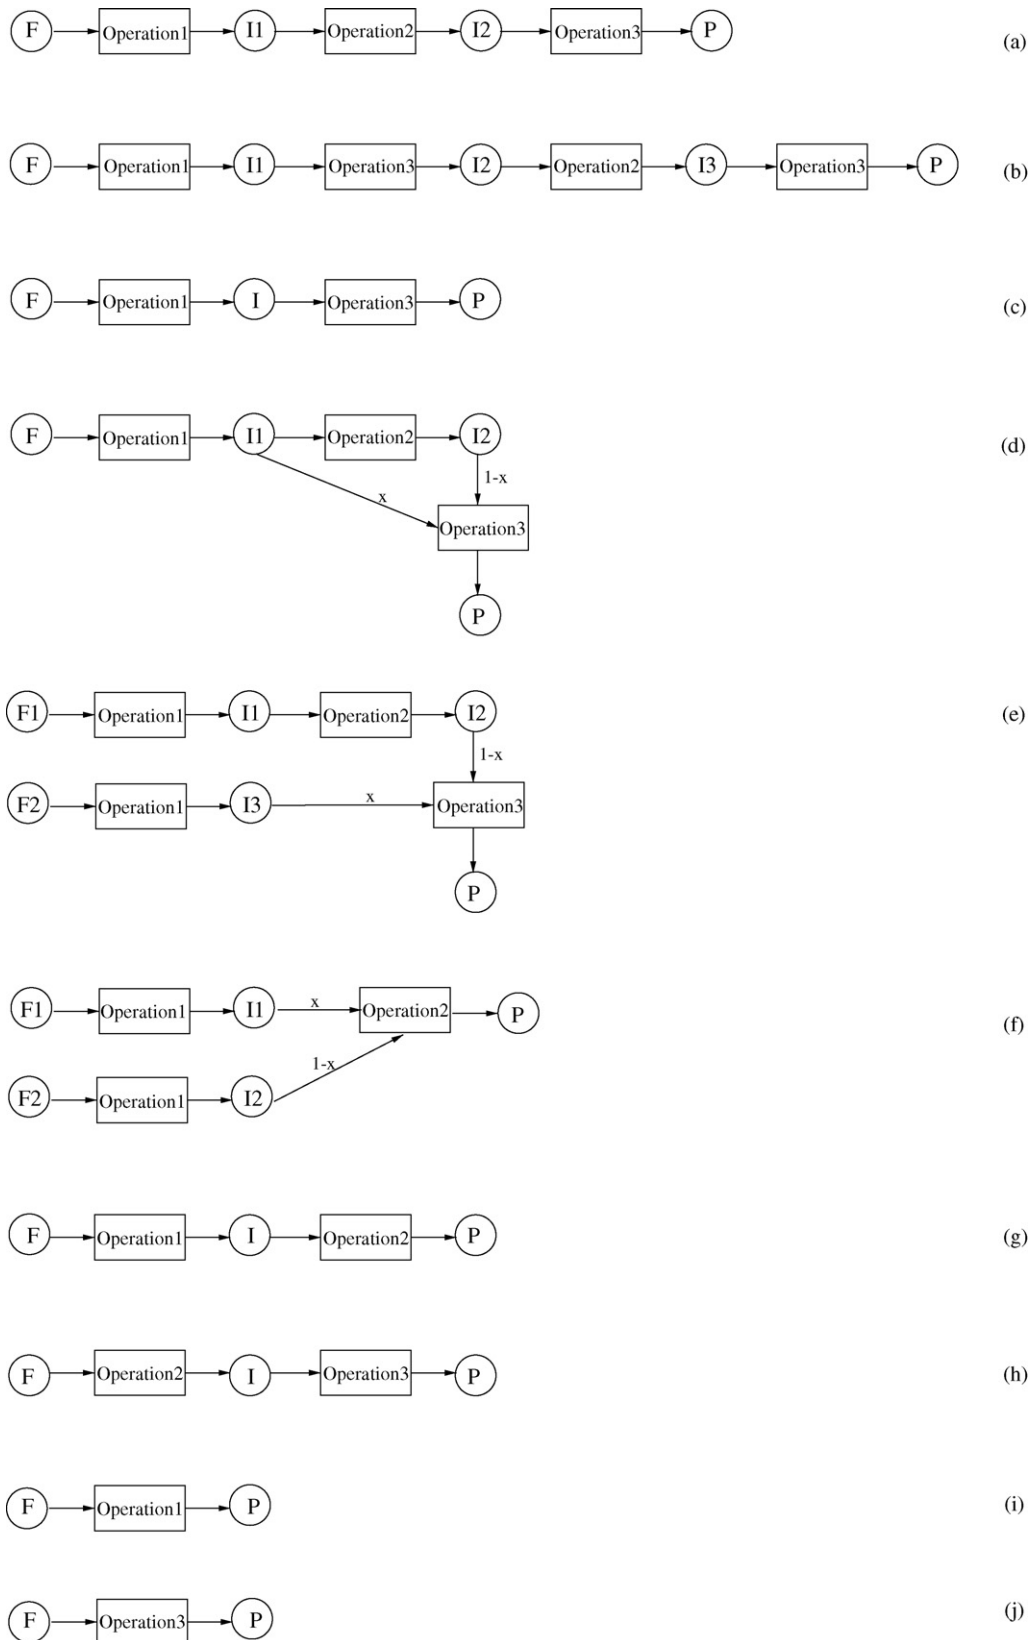 F Operation1 I1 Operation2 I2 Operation3 P (a)
F Operation1 I1 Operation3 I2 Operation2 I3 Operation3 P (b)
F Operation1 I Operation3 P (c)
F Operation1 I1 Operation2 I2 (d)
1-x
x
Operation3
P
F1 Operation1 I1 Operation2 I2 (e)
1-x
F2 Operation1 I3 x Operation3
P
F1 Operation1 I1 x Operation2 P (f)
1-x
F2 Operation1 I2
F Operation1 I Operation2 P (g)
F Operation2 I Operation3 P (h)
F Operation1 P (i)
F Operation3 P (j)